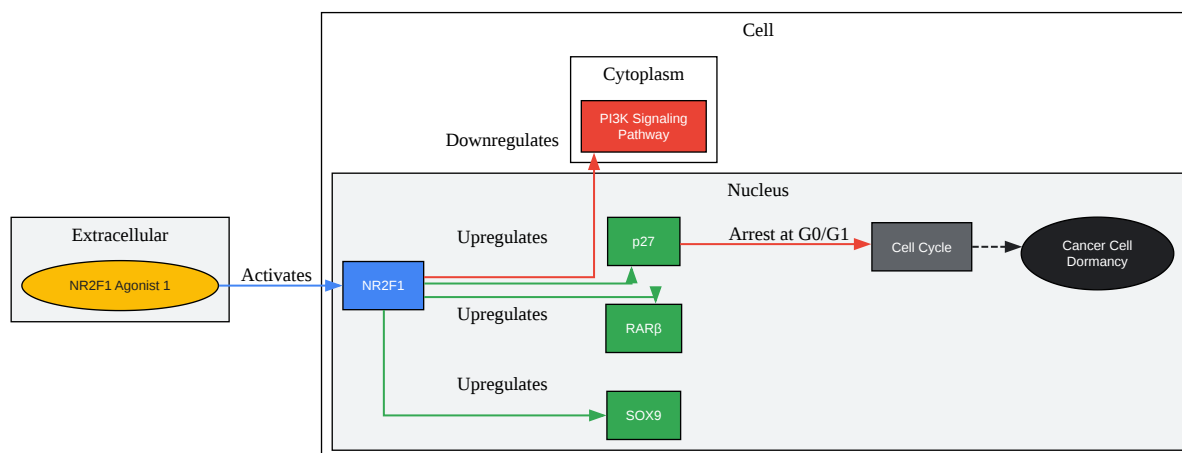 Cell
Cytoplasm
PI3K Signaling
Pathway
Downregulates
Nucleus
Extracellular
NR2F1 Agonist 1
Activates
NR2F1
Upregulates
p27
Arrest at G0/G1
Cell Cycle
Cancer Cell
Dormancy
Upregulates
RARβ
Upregulates
SOX9